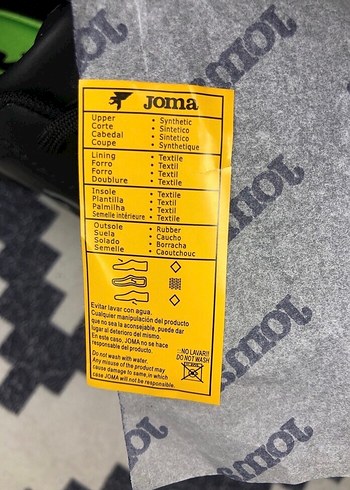 Joma
Upper • Synthetic
Corte • Sintetico
Cabedal • Sintetico
Coupe • Synthetique
Lining • Textile
Forro • Textil
Forro • Textil
Doublure • Textile
Insole • Textile
Plantilla • Textil
Palmilha • Textil
Semelle intérieure • Textile
Outsole • Rubber
Suela • Caucho
Solado • Borracha
Semelle • Caoutchouc
Evitar lavar con agua.
Cualquier manipulación del producto
que no sea la aconsejable, puede dar
lugar al deterioro del mismo.
En este caso, JOMA no se hace
responsable del producto.
¡¡NO LAVAR!!
DO NOT WASH
Do not wash with water.
Any misuse of the product may
cause damage to same, in which
case JOMA will not be responsible.
Joma
Joma
Joma
Joma
Joma
Joma